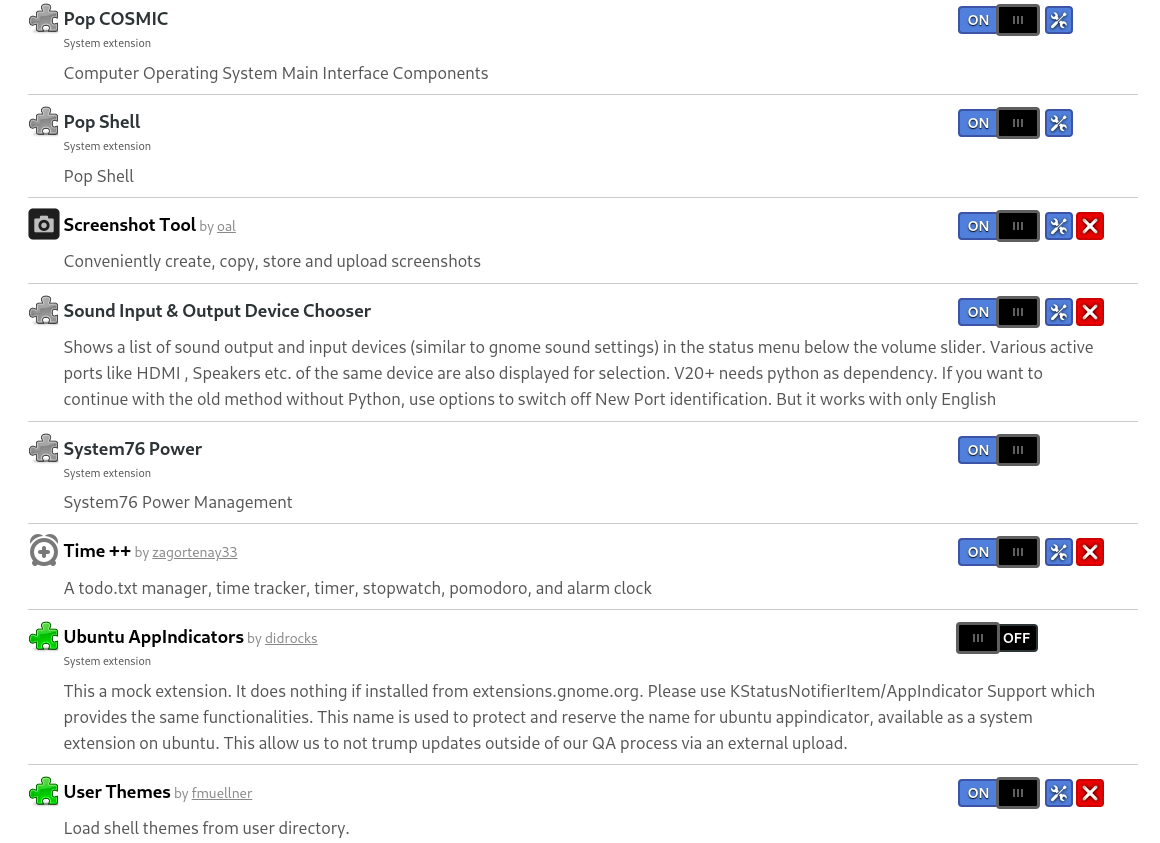 Pop COSMIC
ON
System extension
Computer Operating System Main Interface Components
Pop Shell
ON
System extension
Pop Shell
Screenshot Tool by oal
ON
Conveniently create, copy, store and upload screenshots
Sound Input & Output Device Chooser
ON
Shows a list of sound output and input devices (similar to gnome sound settings) in the status menu below the volume slider. Various active
ports like HDMI , Speakers etc. of the same device are also displayed for selection. V20+ needs python as dependency. If you want to
continue with the old method without Python, use options to switch off New Port identification. But it works with only English
System76 Power
ON
System extension
System76 Power Management
Time ++ by zagortenay33
ON
A todo.txt manager, time tracker, timer, stopwatch, pomodoro, and alarm clock
Ubuntu AppIndicators by didrocks
OFF
System extension
This a mock extension. It does nothing if installed from extensions.gnome.org. Please use KStatusNotifierItem/AppIndicator Support which
provides the same functionalities. This name is used to protect and reserve the name for ubuntu appindicator, available as a system
extension on ubuntu. This allow us to not trump updates outside of our QA process via an external upload.
User Themes by fmuellner
ON
Load shell themes from user directory.